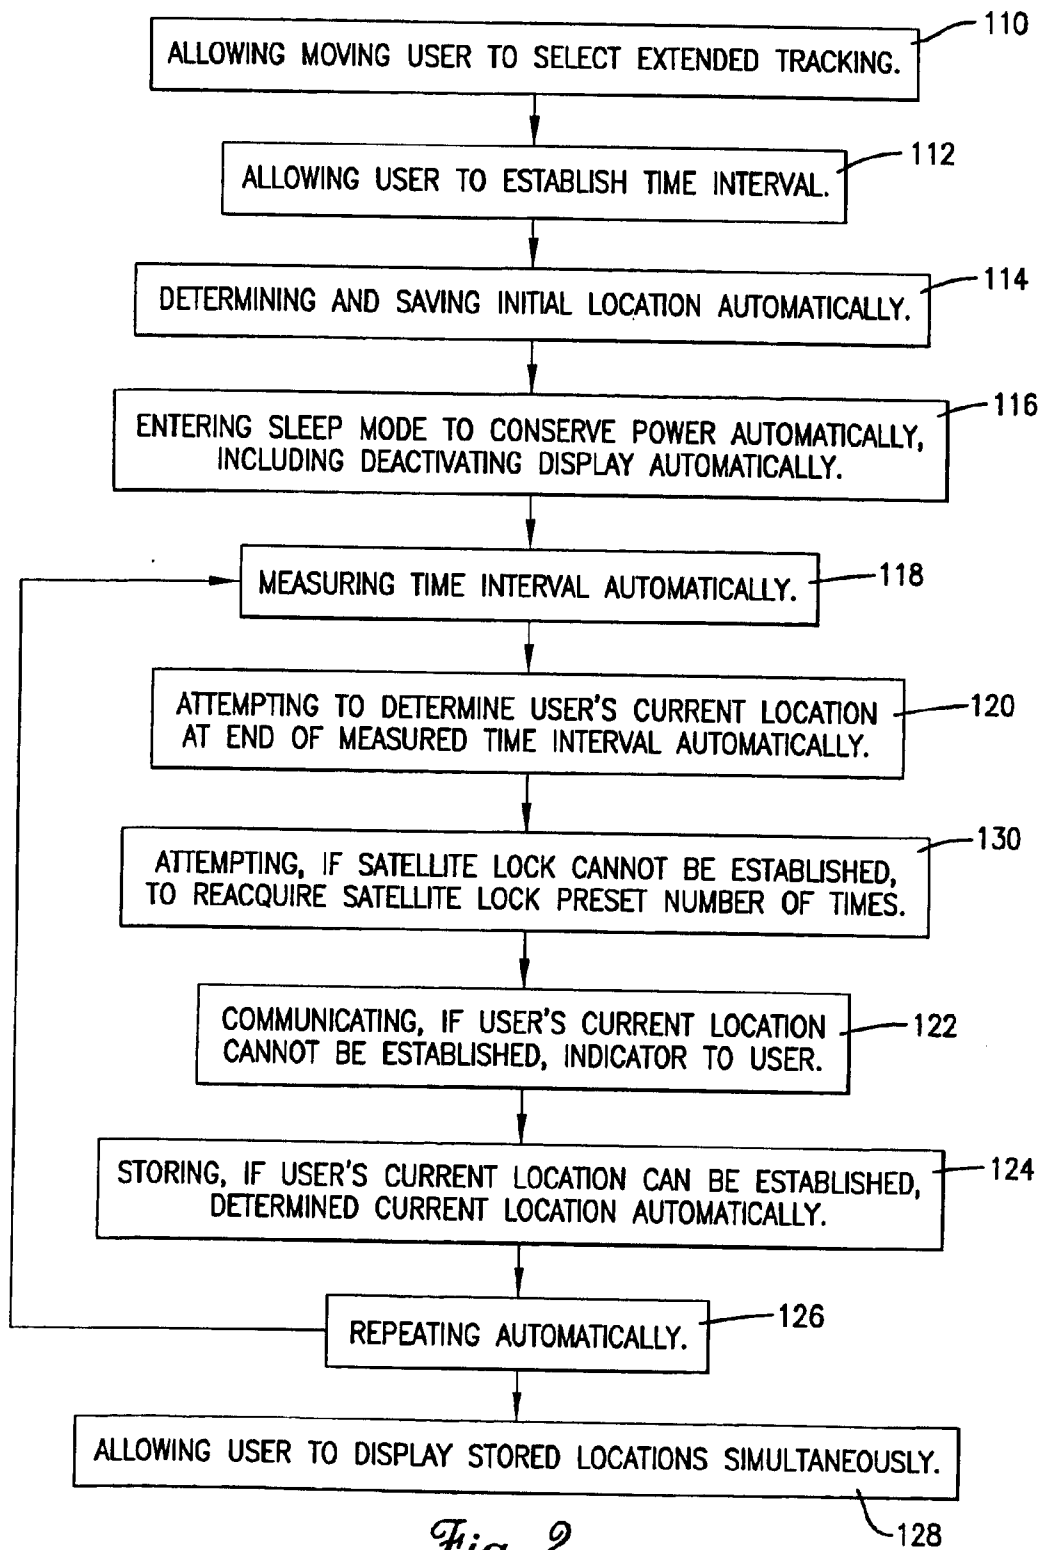 110
ALLOWING MOVING USER TO SELECT EXTENDED TRACKING.
112
ALLOWING USER TO ESTABLISH TIME INTERVAL.
114
DETERMINING AND SAVING INITIAL LOCATION AUTOMATICALLY.
116
ENTERING SLEEP MODE TO CONSERVE POWER AUTOMATICALLY,
INCLUDING DEACTIVATING DISPLAY AUTOMATICALLY.
118
MEASURING TIME INTERVAL AUTOMATICALLY.
120
ATTEMPTING TO DETERMINE USER'S CURRENT LOCATION
AT END OF MEASURED TIME INTERVAL AUTOMATICALLY.
130
ATTEMPTING, IF SATELLITE LOCK CANNOT BE ESTABLISHED,
TO REACQUIRE SATELLITE LOCK PRESET NUMBER OF TIMES.
122
COMMUNICATING, IF USER'S CURRENT LOCATION
CANNOT BE ESTABLISHED, INDICATOR TO USER.
124
STORING, IF USER'S CURRENT LOCATION CAN BE ESTABLISHED,
DETERMINED CURRENT LOCATION AUTOMATICALLY.
126
REPEATING AUTOMATICALLY.
ALLOWING USER TO DISPLAY STORED LOCATIONS SIMULTANEOUSLY.
128
Fig. 2